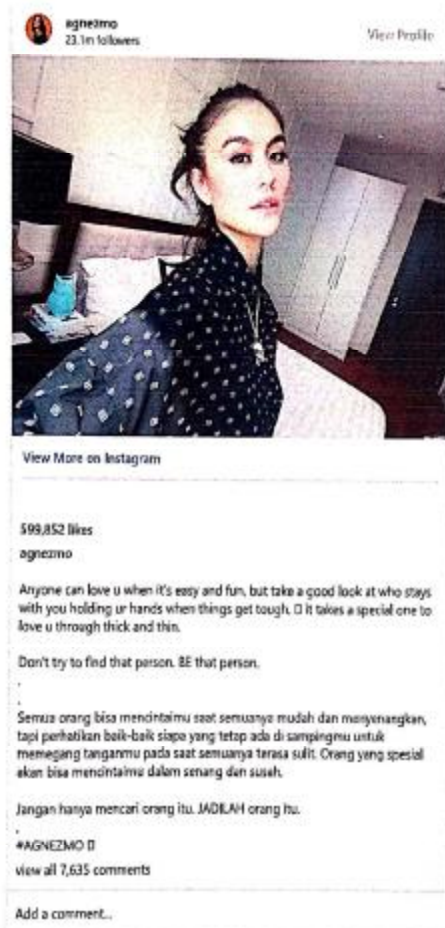 agnezmo
23.1m followers
View Profile
View More on Instagram
599,852 likes
agnezmo
Anyone can love u when it's easy and fun, but take a good look at who stays
with you holding ur hands when things get tough. it takes a special one to
love u through thick and thin.
Don't try to find that person. BE that person.
.
.
Semua orang bisa mencintaimu saat semuanya mudah dan menyenangkan,
tapi perhatikan baik-baik siapa yang tetap ada di sampingmu untuk
memegang tanganmu pada saat semuanya terasa sulit. Orang yang spesial
akan bisa mencintaimu dalam senang dan susah.
Jangan hanya mencari orang itu. JADILAH orang itu.
.
#AGNEZMO
view all 7,635 comments
Add a comment...